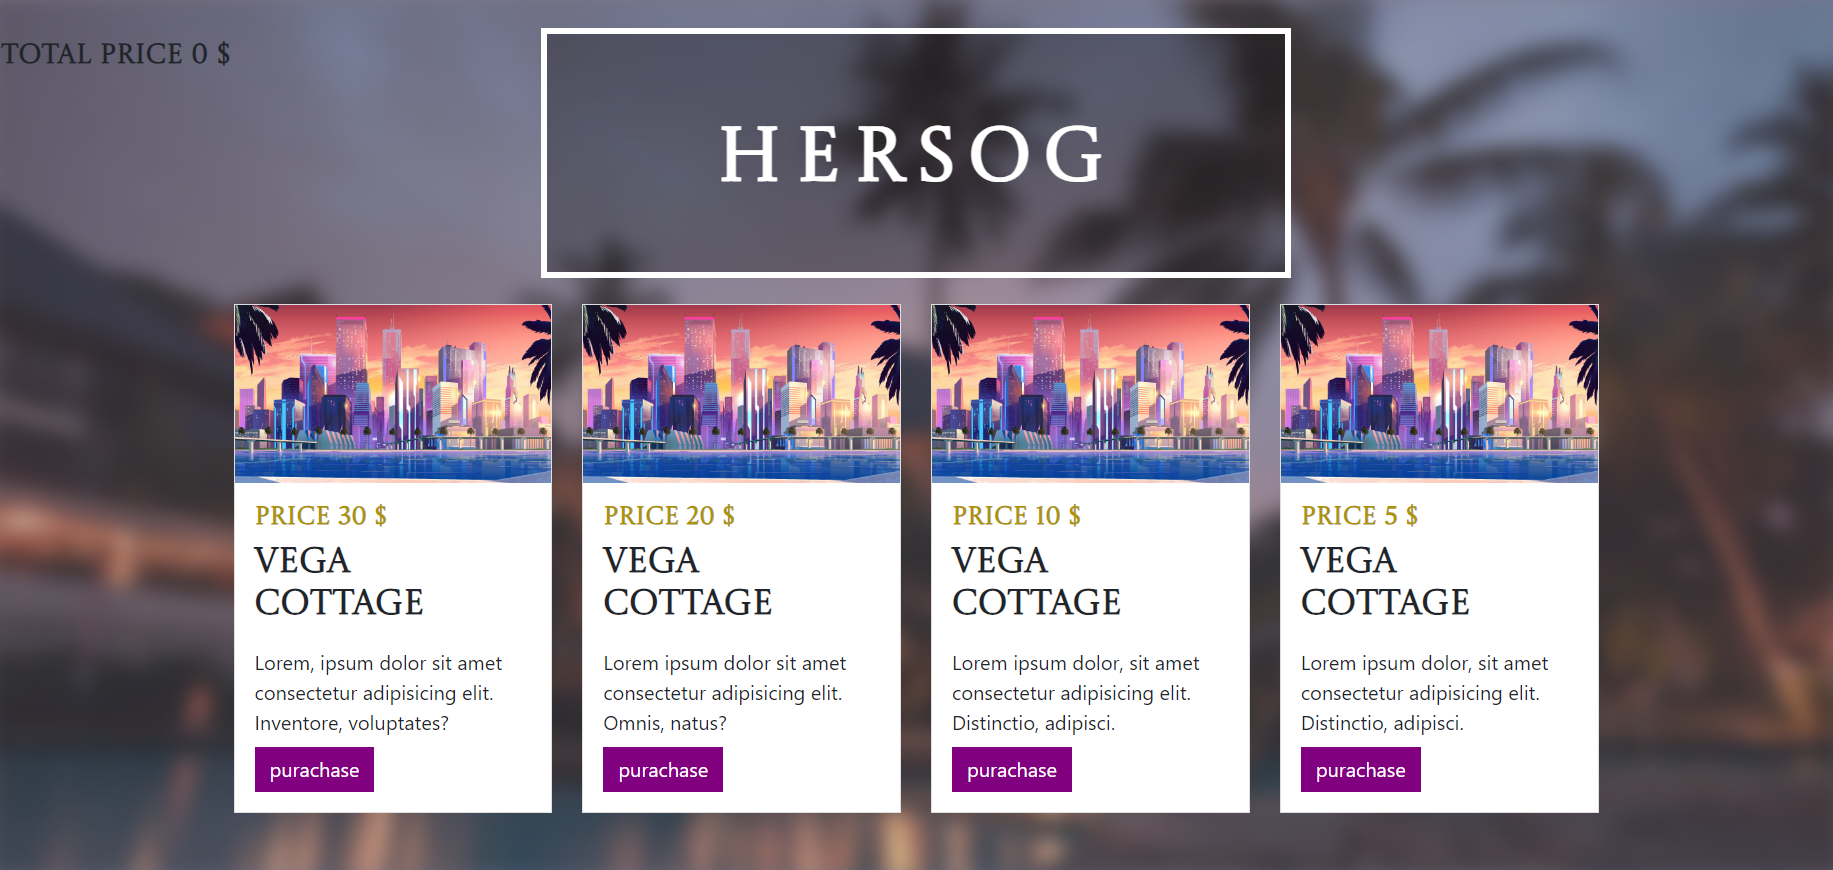 TOTAL PRICE 0 $
HERSOG
PRICE 30 $
VEGA
COTTAGE
Lorem, ipsum dolor sit amet
consectetur adipisicing elit.
Inventore, voluptates?
purachase
PRICE 20 $
VEGA
COTTAGE
Lorem ipsum dolor sit amet
consectetur adipisicing elit.
Omnis, natus?
purachase
PRICE 10 $
VEGA
COTTAGE
Lorem ipsum dolor, sit amet
consectetur adipisicing elit.
Distinctio, adipisci.
purachase
PRICE 5 $
VEGA
COTTAGE
Lorem ipsum dolor, sit amet
consectetur adipisicing elit.
Distinctio, adipisci.
purachase